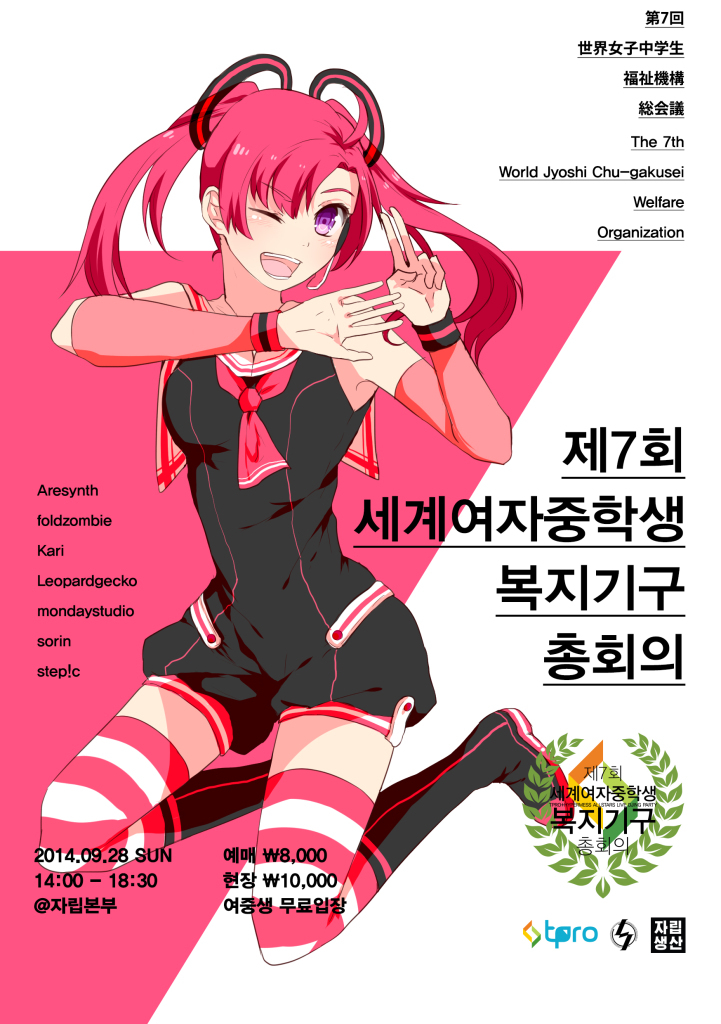 第7回
世界女子中学生
福祉機構
総会議
The 7th
World Jyoshi Chu-gakusei
Welfare
Organization
제7회
세계여자중학생
복지기구
총회의
Aresynth
foldzombie
Kari
Leopardgecko
mondaystudio
sorin
step!c
제7회
세계여자중학생
복지기구
총회의
2014.09.28 SUN
14:00 - 18:30
@자립본부
예매 ₩8,000
현장 ₩10,000
여중생 무료입장
tpro
자립
생산